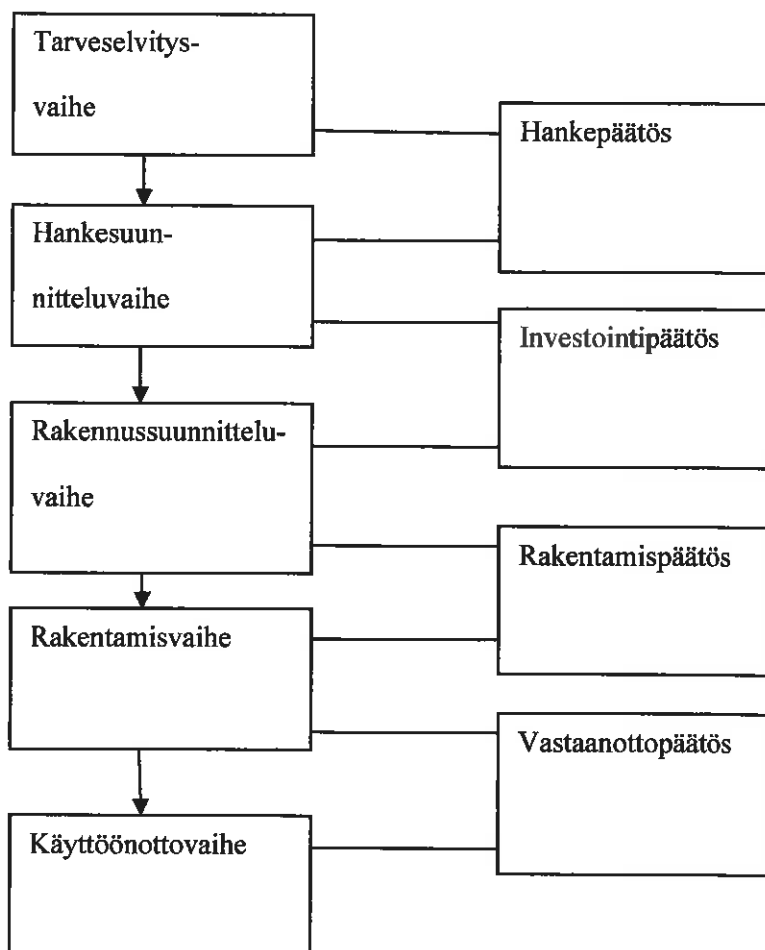 Tarveselvitys-
vaihe
Hankepäätös
Hankesuun-
nitteluvaihe
Investointipäätös
Rakennussuunnittelu-
vaihe
Rakentamispäätös
Rakentamisvaihe
Vastaanottopäätös
Käyttöönottovaihe